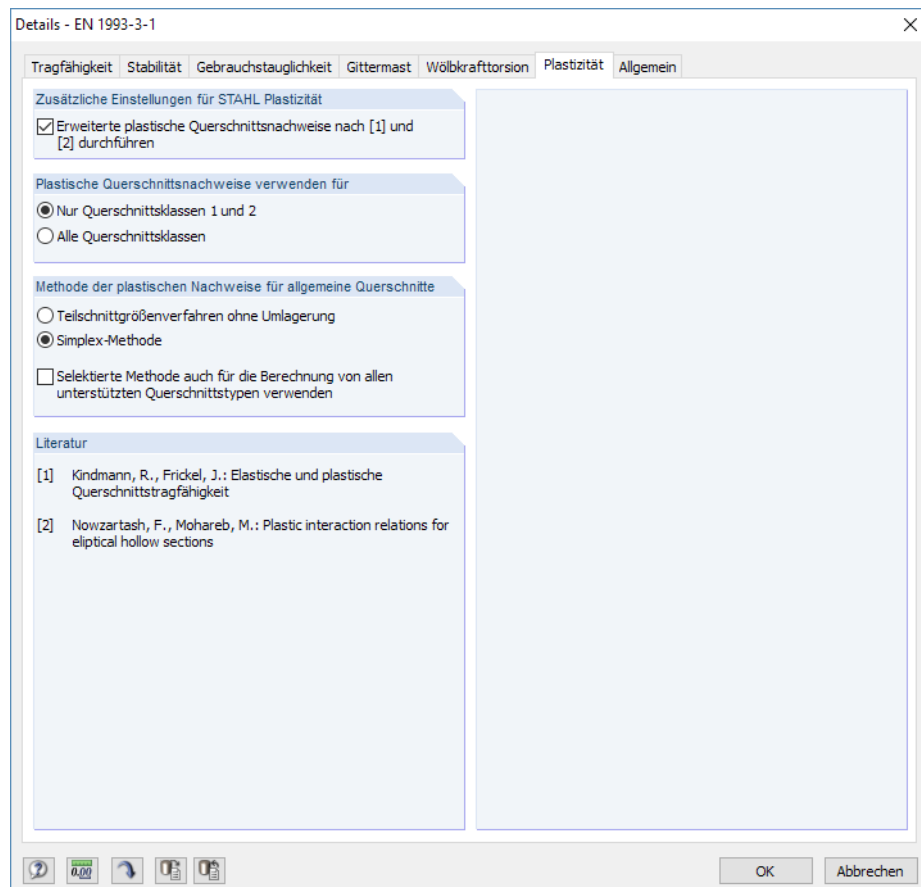 Details - EN 1993-3-1
Tragfähigkeit Stabilität Gebrauchstauglichkeit Gittermast Wölbkrafttorsion Plastizität Allgemein
Zusätzliche Einstellungen für STAHL Plastizität
Erweiterte plastische Querschnittsnachweise nach [1] und
[2] durchführen
Plastische Querschnittsnachweise verwenden für
Nur Querschnittsklassen 1 und 2
Alle Querschnittsklassen
Methode der plastischen Nachweise für allgemeine Querschnitte
Teilschnittgrößenverfahren ohne Umlagerung
Simplex-Methode
Selektierte Methode auch für die Berechnung von allen
unterstützten Querschnittstypen verwenden
Literatur
[1] Kindmann, R., Frickel, J.: Elastische und plastische
Querschnittstragfähigkeit
[2] Nowzartash, F., Mohareb, M.: Plastic interaction relations for
eliptical hollow sections
0.00 OK Abbrechen